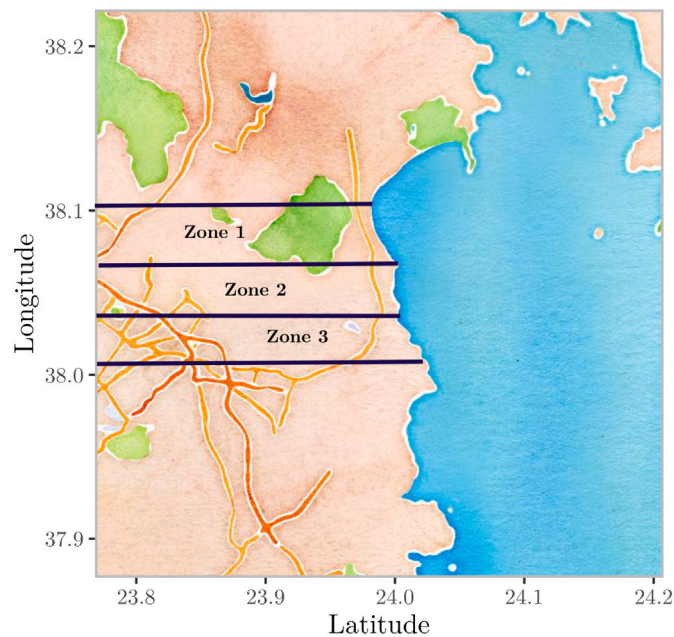 38.2
38.1
38.0
37.9
Longitude
Zone 1
Zone 2
Zone 3
23.8 23.9 24.0 24.1 24.2
Latitude